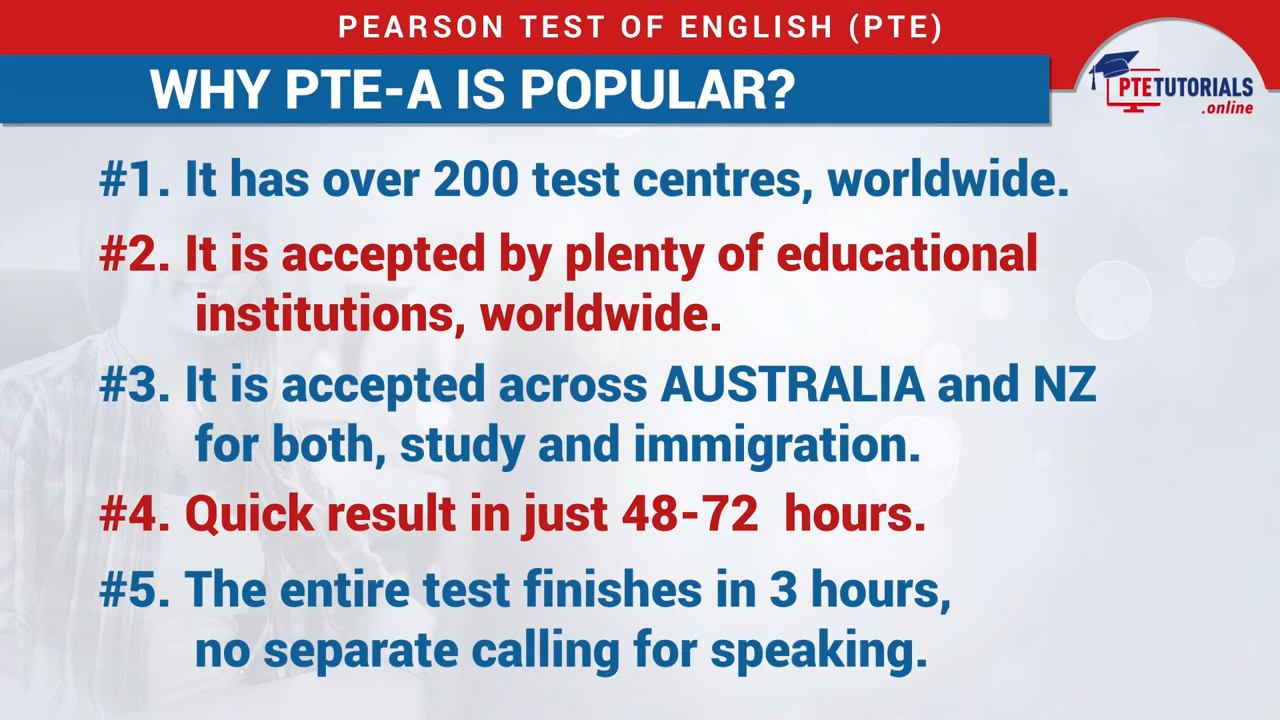 PEARSON TEST OF ENGLISH (PTE)
WHY PTE-A IS POPULAR?
PTETUTORIALS
.online
#1. It has over 200 test centres, worldwide.
#2. It is accepted by plenty of educational
institutions, worldwide.
#3. It is accepted across AUSTRALIA and NZ
for both, study and immigration.
#4. Quick result in just 48-72 hours.
#5. The entire test finishes in 3 hours,
no separate calling for speaking.